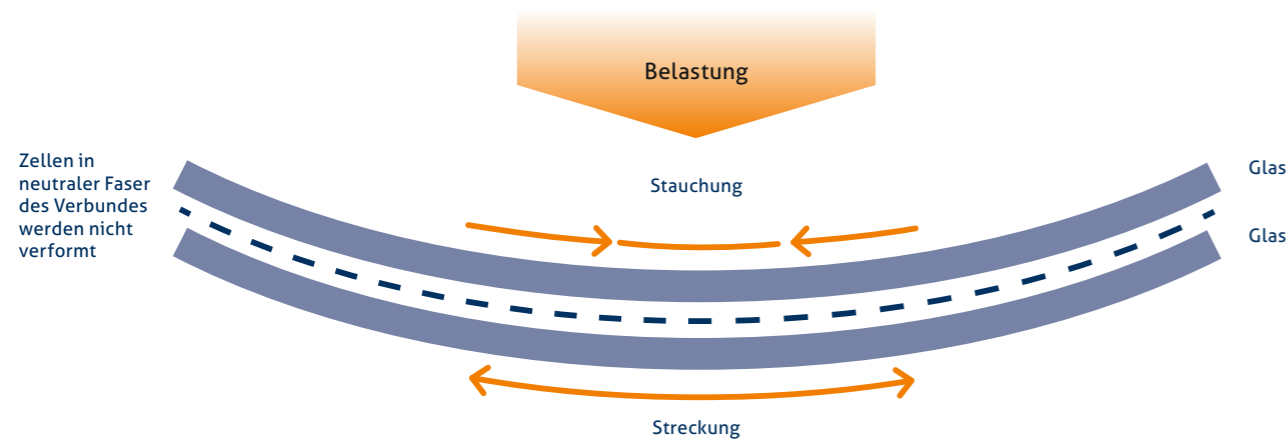 Belastung
Zellen in
neutraler Faser
des Verbundes
werden nicht
verformt
Stauchung
Glas
Glas
Streckung